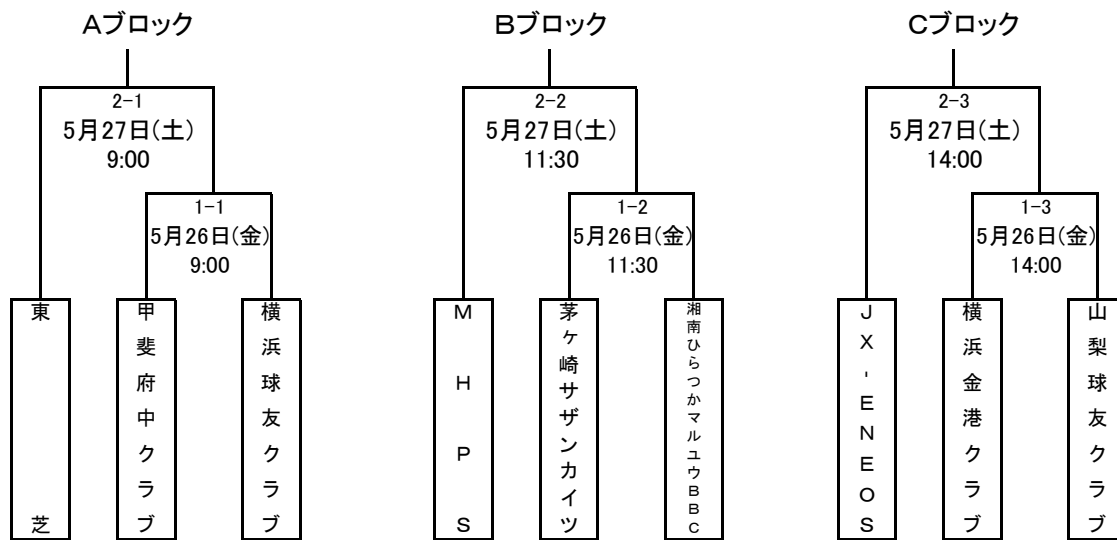 Aブロック
2-1
5月27日(土)
9:00
1-1
5月26日(金)
9:00
東芝
甲斐府中クラブ
横浜球友クラブ
Bブロック
2-2
5月27日(土)
11:30
1-2
5月26日(金)
11:30
MHPS
茅ヶ崎サザンカイツ
湘南ひらつかマルユウBBC
Cブロック
2-3
5月27日(土)
14:00
1-3
5月26日(金)
14:00
JX-ENEOS
横浜金港クラブ
山梨球友クラブ